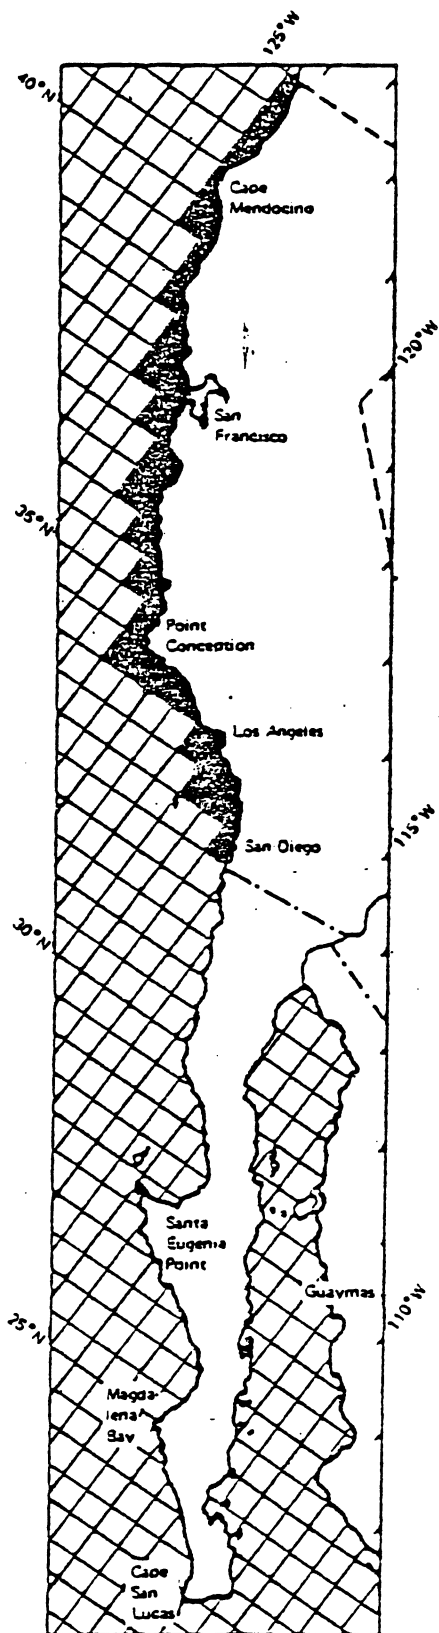 125°W
40°N
Cape
Mendocino
120°W
San
Francisco
35°N
Point
Conception
Los Angeles
115°W
San Diego
30°N
Santa
Eugenia
Point
Guaymas
110°W
25°N
Magda-
lena
Bay
Cape
San
Lucas